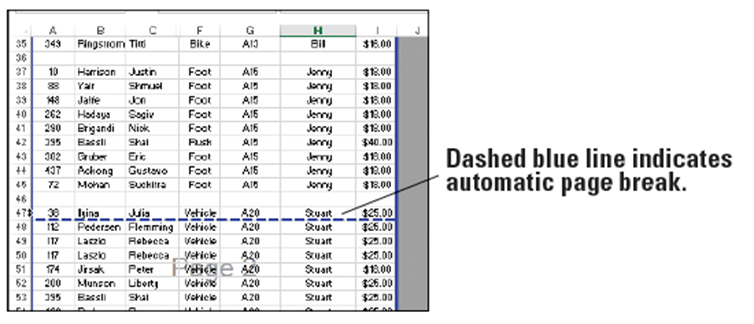 A B C F G H I J
35 349 Ringstrom Titti Bike A13 Bill $16.00
36
37 10 Harrison Justin Foot A15 Jenny $18.00
38 88 Yair Shmuel Foot A15 Jenny $18.00
39 148 Jaffe Jon Foot A15 Jenny $18.00
40 262 Hadaya Sagiv Foot A15 Jenny $18.00
41 290 Brigandi Nick Foot A15 Jenny $18.00
42 395 Bassli Shai Rush A15 Jenny $40.00
43 302 Gruber Eric Foot A15 Jenny $18.00
44 437 Gustavo Foot A15 Jenny $18.00
45 72 Mohan Suchitra Foot A15 Jenny $18.00
46
Dashed blue line indicates
automatic page break.
47 38 Julia Vehicle A20 Stuart $25.00
48 112 Pedersen Flemming Vehicle A20 Stuart $25.00
49 117 Laszlo Rebecca Vehicle A20 Stuart $25.00
50 117 Laszlo Rebecca Vehicle A20 Stuart $25.00
51 174 Jirsak Peter Vehicle A20 Stuart $18.00
Page 2
52 200 Munson Liberty Vehicle A20 Stuart $25.00
53 395 Bassli Shai Vehicle A20 Stuart $25.00